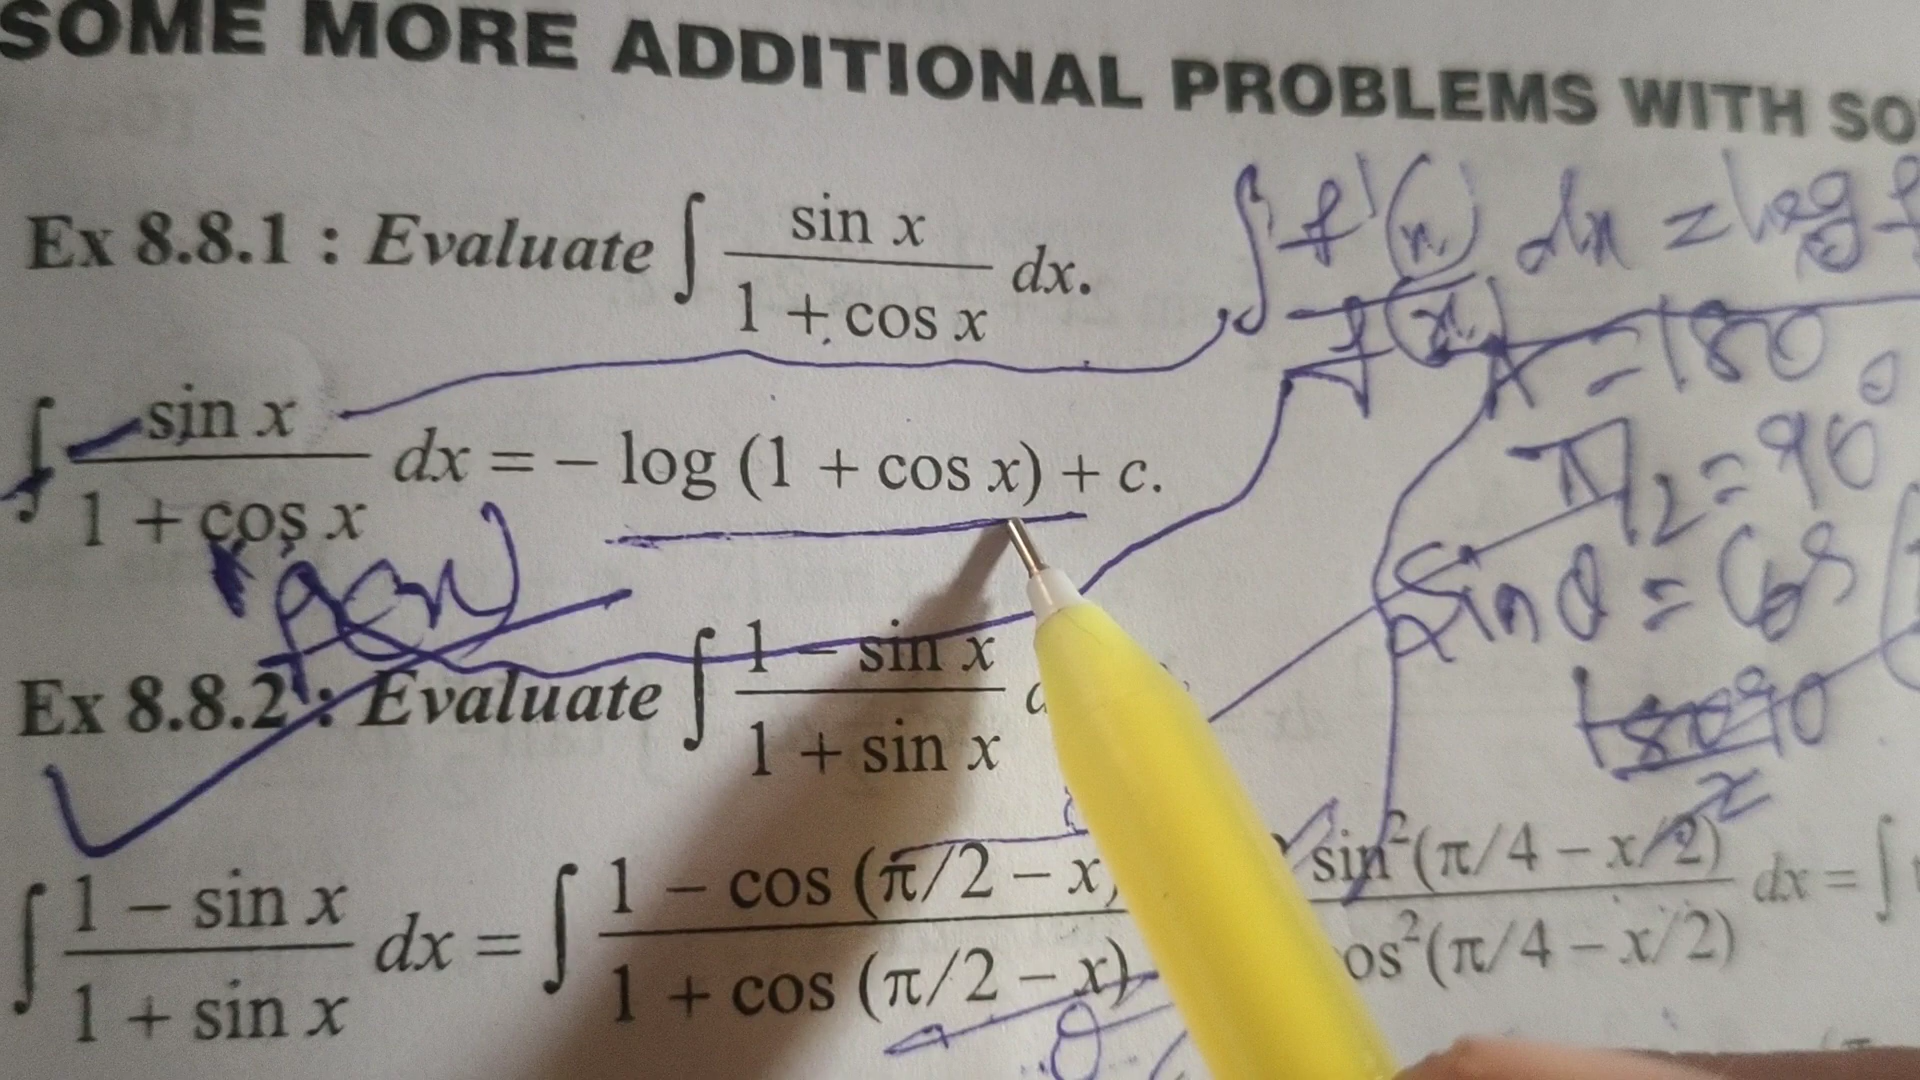 SOME MORE ADDITIONAL PROBLEMS WITH SO
Ex 8.8.1 : Evaluate ∫ sin x / 1 + cos x dx.
∫ f'(x) / f(x) dx = log f
∫ sin x / 1 + cos x dx = − log (1 + cos x) + c.
π = 180
π/2 = 90°
sin θ = Cos
Ex 8.8.2 : Evaluate ∫ 1 − sin x / 1 + sin x
∫ 1 − sin x / 1 + sin x dx = ∫ 1 − cos (π/2 − x) / 1 + cos (π/2 − x) sin²(π/4 − x/2) / os²(π/4 − x/2) dx = ∫